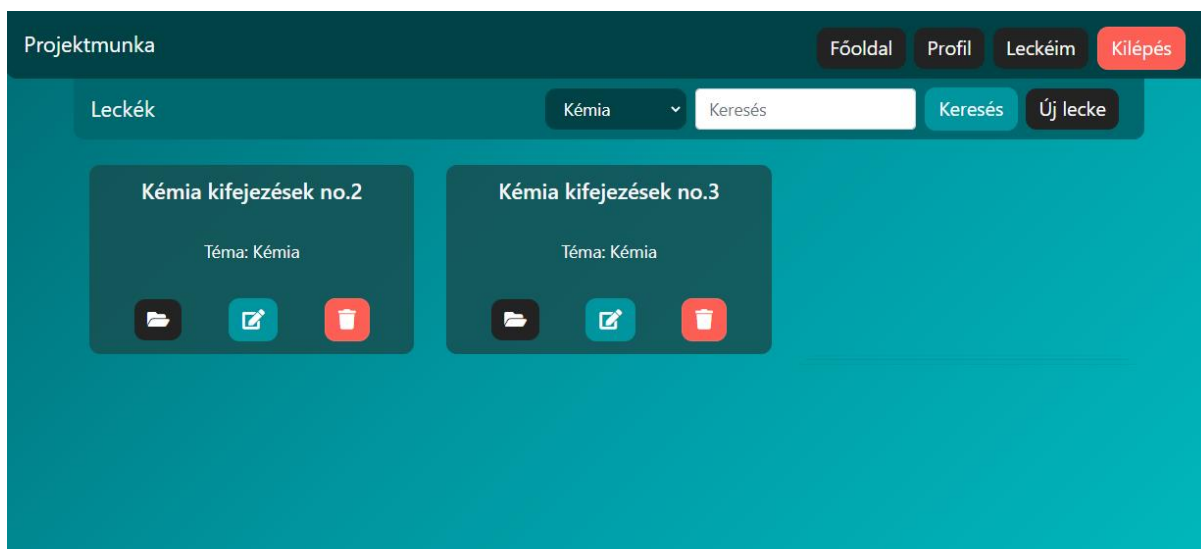 Projektmunka Főoldal Profil Leckéim Kilépés
Leckék Kémia Keresés Keresés Új lecke
Kémia kifejezések no.2 Kémia kifejezések no.3
Téma: Kémia Téma: Kémia